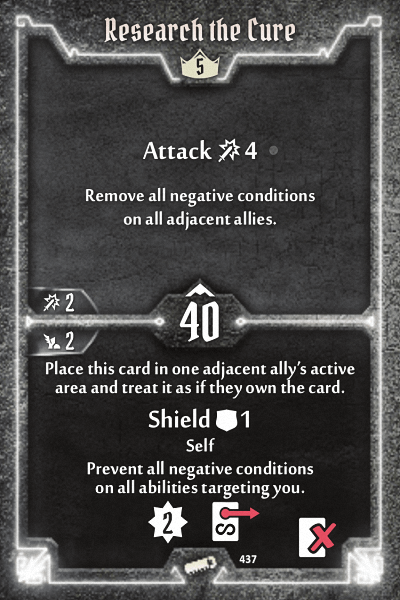 Research the Cure
5
Attack 4
Remove all negative conditions
on all adjacent allies.
2
40
2
Place this card in one adjacent ally's active
area and treat it as if they own the card.
Shield 1
Self
Prevent all negative conditions
on all abilities targeting you.
2
437